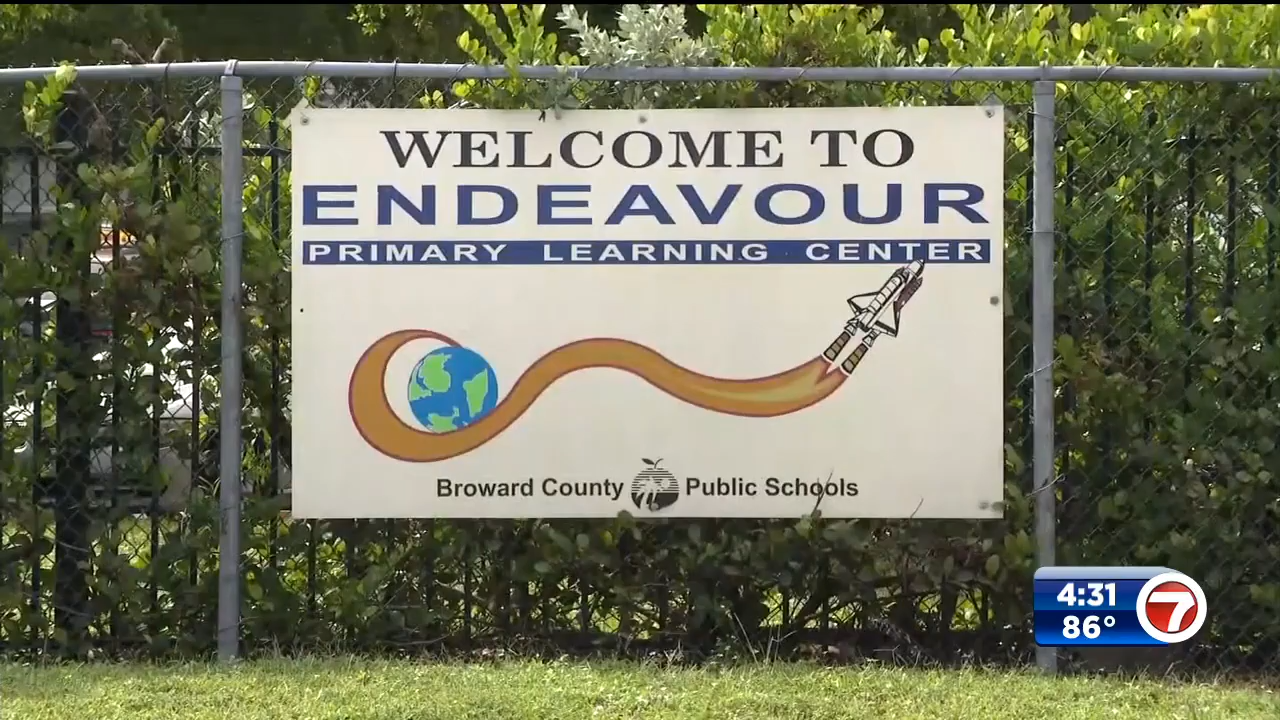 WELCOME TO
ENDEAVOUR
PRIMARY LEARNING CENTER
Broward County Public Schools
4:31
86°
7